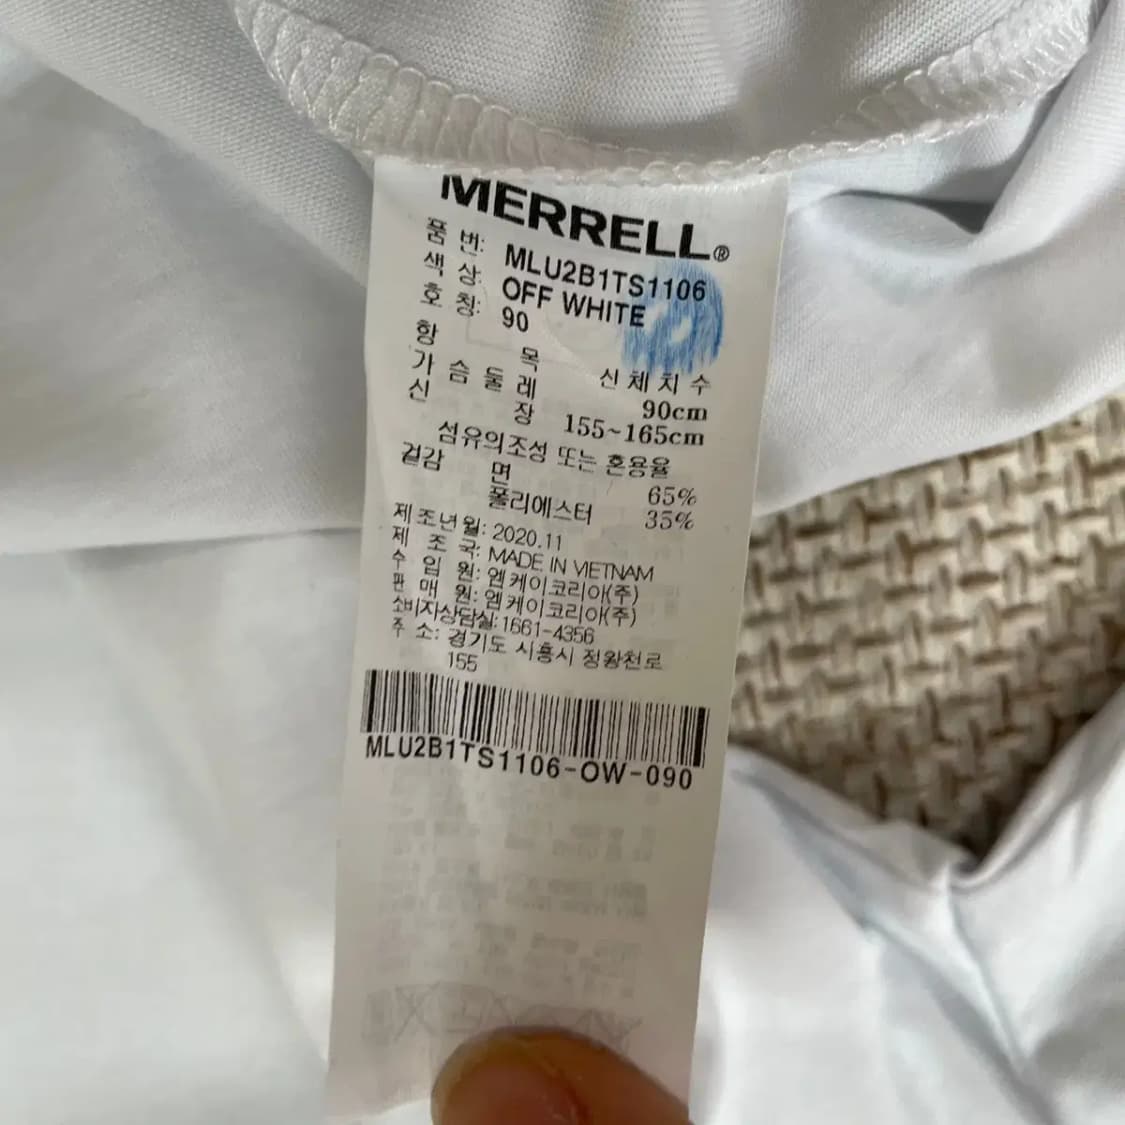 MERRELL®
품 번: MLU2B1TS1106
색 상: OFF WHITE
호 칭: 90
항 목 신체치수
가슴둘레 90cm
신 장 155~165cm
섬유의조성 또는 혼용율
겉감 면 65%
폴리에스터 35%
제조년월: 2020.11
제 조 국: MADE IN VIETNAM
수 입 원: 엠케이코리아(주)
판 매 원: 엠케이코리아(주)
소비자상담실: 1661-4356
주 소: 경기도 시흥시 정왕천로
155
MLU2B1TS1106-OW-090